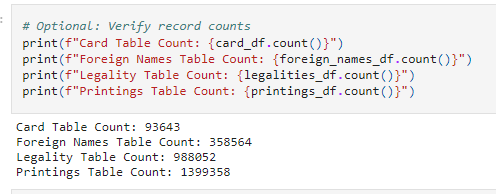 # Optional: Verify record counts
print(f"Card Table Count: {card_df.count()}")
print(f"Foreign Names Table Count: {foreign_names_df.count()}")
print(f"Legality Table Count: {legalities_df.count()}")
print(f"Printings Table Count: {printings_df.count()}")
Card Table Count: 93643
Foreign Names Table Count: 358564
Legality Table Count: 988052
Printings Table Count: 1399358